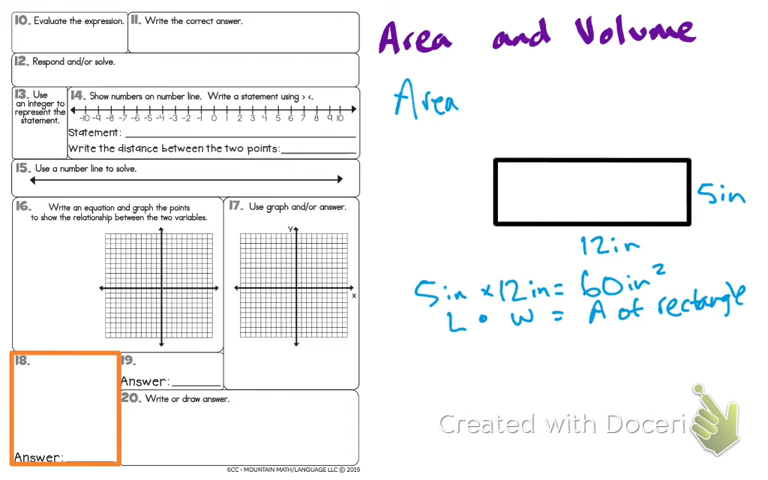 10. Evaluate the expression.
11. Write the correct answer.
12. Respond and/or solve.
13. Use
an integer to
represent the
statement.
14. Show numbers on number line. Write a statement using > <.
-10 -9 -8 -7 -6 -5 -4 -3 -2 -1 0 1 2 3 4 5 6 7 8 9 10
Statement:
Write the distance between the two points:
15. Use a number line to solve.
16. Write an equation and graph the points
to show the relationship between the two variables.
17. Use graph and/or answer.
y
x
18.
Answer:
19.
Answer:
20. Write or draw answer.
6CC • MOUNTAIN MATH/LANGUAGE LLC © 2019
Area and Volume
Area
5in
12in
5in × 12in = 60in²
L • W = A of rectangle
Created with Doceri